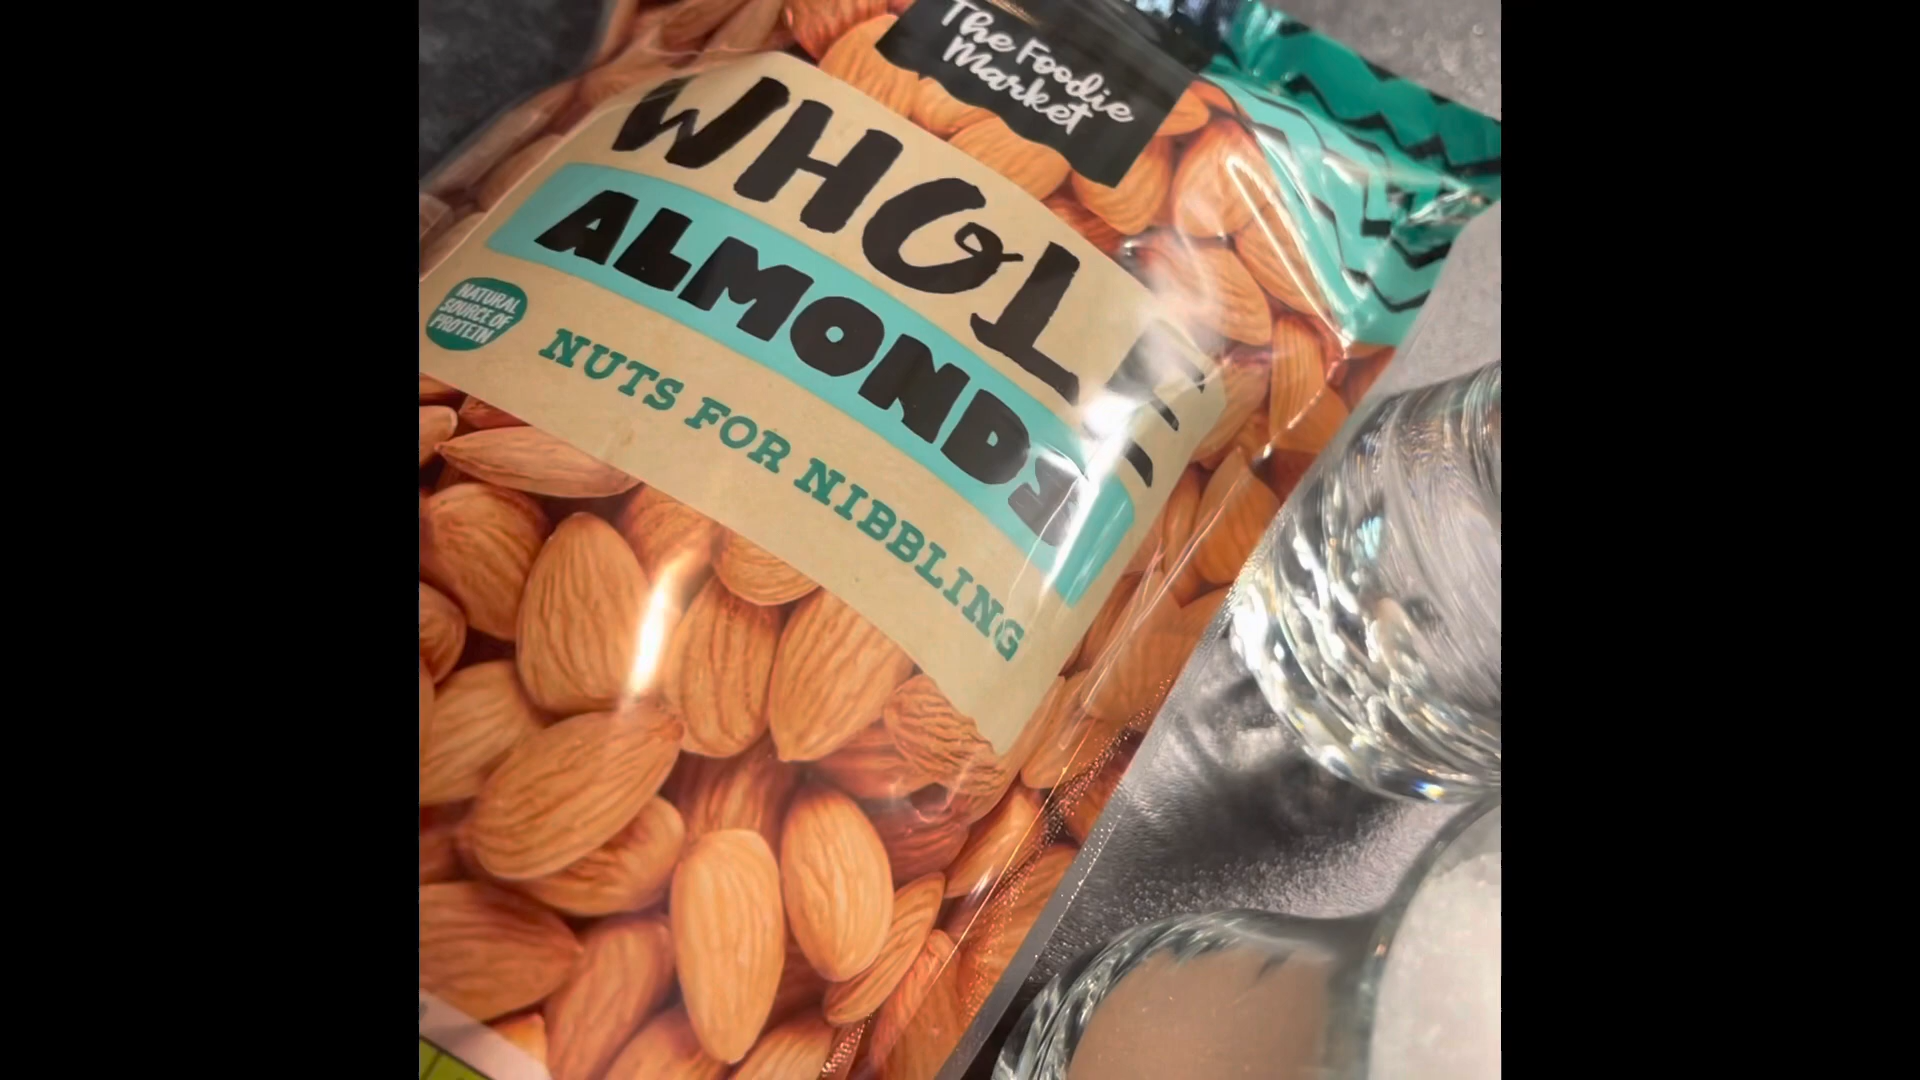 The Foodie
Market
WHOLE
ALMONDS
NATURAL
SOURCE OF
PROTEIN
NUTS FOR NIBBLING